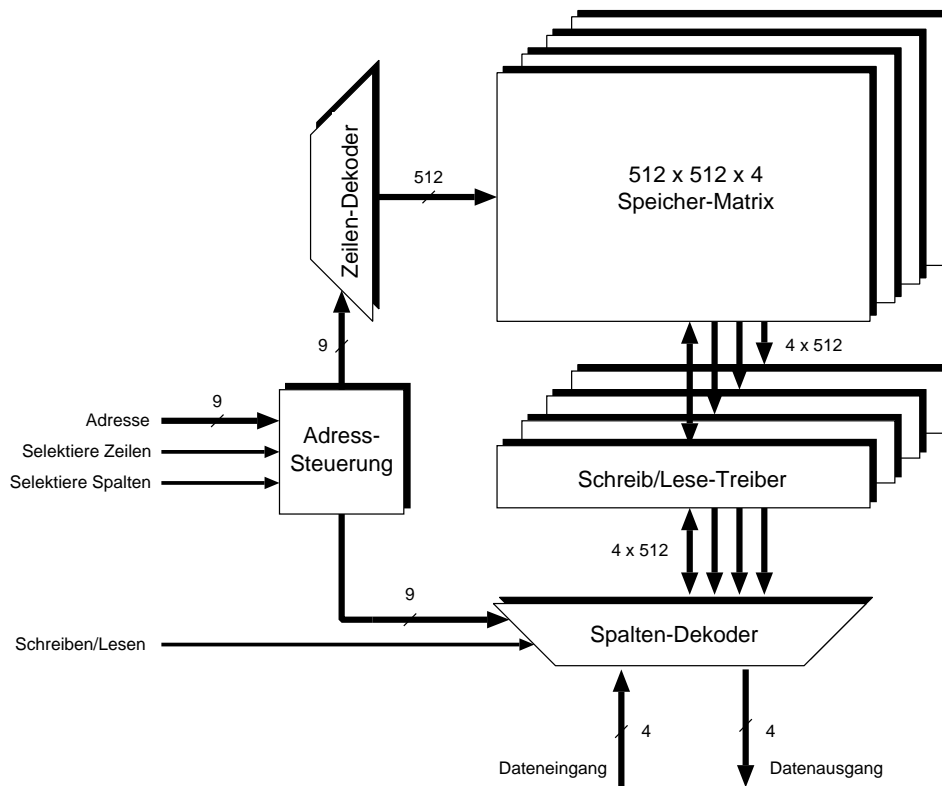 512 x 512 x 4
Speicher-Matrix
Zeilen-Dekoder
512
9
4 x 512
9
Adresse
Selektiere Zeilen
Selektiere Spalten
Adress-
Steuerung
Schreib/Lese-Treiber
4 x 512
9
Spalten-Dekoder
Schreiben/Lesen
4
4
Dateneingang
Datenausgang